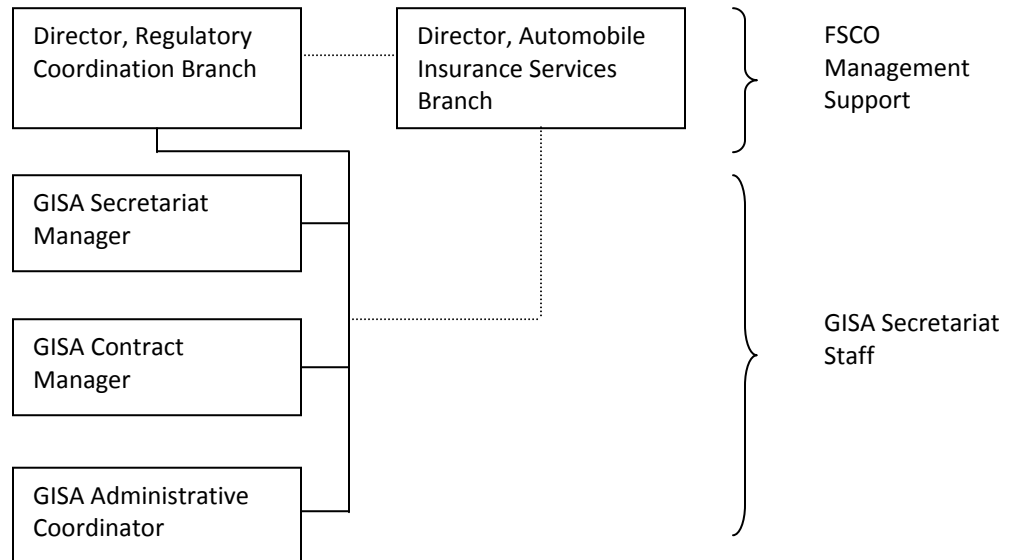 Director, Regulatory
Coordination Branch
Director, Automobile
Insurance Services
Branch
FSCO
Management
Support
GISA Secretariat
Manager
GISA Contract
Manager
GISA Secretariat
Staff
GISA Administrative
Coordinator